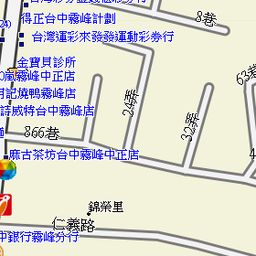 8巷
得正台中霧峰計劃
台灣運彩來發發運動彩券行
金寶貝診所
嵐霧峰中正店
63巷
24弄
32弄
記燒鴨霧峰店
詩威特台中霧峰店
866巷
麻古茶坊台中霧峰中正店
錦榮里
仁義路
中銀行霧峰分行